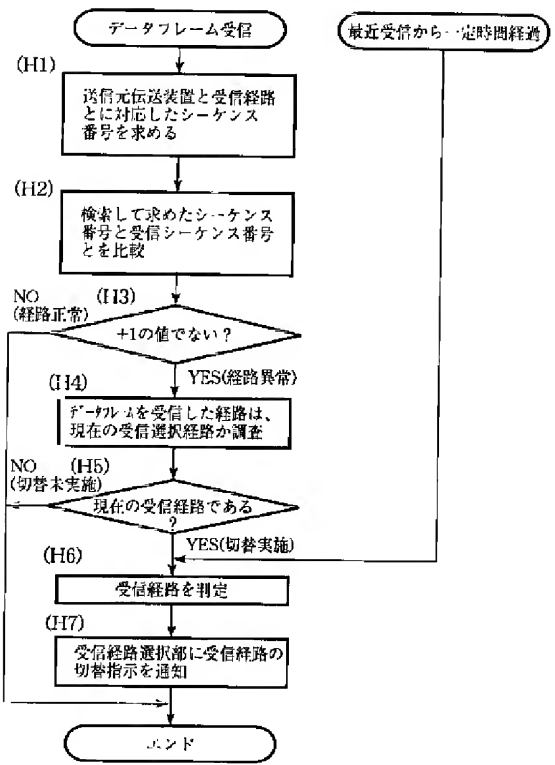 データフレーム受信
最近受信から一定時間経過
(H1)
送信元伝送装置と受信経路
とに対応したシーケンス
番号を求める
(H2)
検索して求めたシーケンス
番号と受信シーケンス番号
とを比較
NO
(経路正常)
(H3)
+1の値でない?
YES(経路異常)
(H4)
データフレームを受信した経路は、
現在の受信選択経路か調査
NO
(切替未実施)
(H5)
現在の受信経路である
?
YES(切替実施)
(H6)
受信経路を判定
(H7)
受信経路選択部に受信経路の
切替指示を通知
エンド